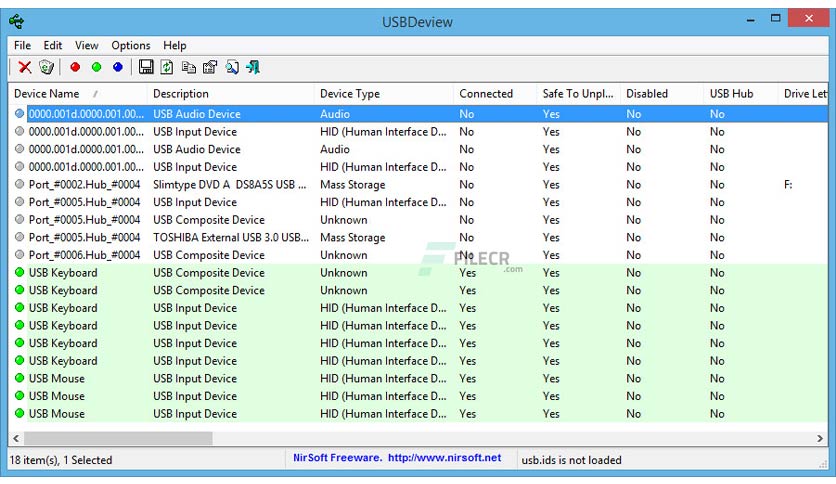 USBDeview
File Edit View Options Help
Device Name / Description Device Type Connected Safe To Unpl... Disabled USB Hub Drive Lett
0000.001d.0000.001.00... USB Audio Device Audio No Yes No No
0000.001d.0000.001.00... USB Input Device HID (Human Interface D... No Yes No No
0000.001d.0000.001.00... USB Audio Device Audio No Yes No No
0000.001d.0000.001.00... USB Input Device HID (Human Interface D... No Yes No No
Port_#0002.Hub_#0004 Slimtype DVD A DS8A5S USB ... Mass Storage No Yes No No F:
Port_#0005.Hub_#0004 USB Input Device HID (Human Interface D... No Yes No No
Port_#0005.Hub_#0004 USB Composite Device Unknown No Yes No No
Port_#0005.Hub_#0004 TOSHIBA External USB 3.0 USB... Mass Storage No Yes No No
Port_#0006.Hub_#0004 USB Composite Device Unknown No Yes No No
FILECR
.com
USB Keyboard USB Composite Device Unknown Yes Yes No No
USB Keyboard USB Composite Device Unknown Yes Yes No No
USB Keyboard USB Input Device HID (Human Interface D... Yes Yes No No
USB Keyboard USB Input Device HID (Human Interface D... Yes Yes No No
USB Keyboard USB Input Device HID (Human Interface D... Yes Yes No No
USB Keyboard USB Input Device HID (Human Interface D... Yes Yes No No
USB Mouse USB Input Device HID (Human Interface D... Yes Yes No No
USB Mouse USB Input Device HID (Human Interface D... Yes Yes No No
USB Mouse USB Input Device HID (Human Interface D... Yes Yes No No
18 item(s), 1 Selected NirSoft Freeware. http://www.nirsoft.net usb.ids is not loaded